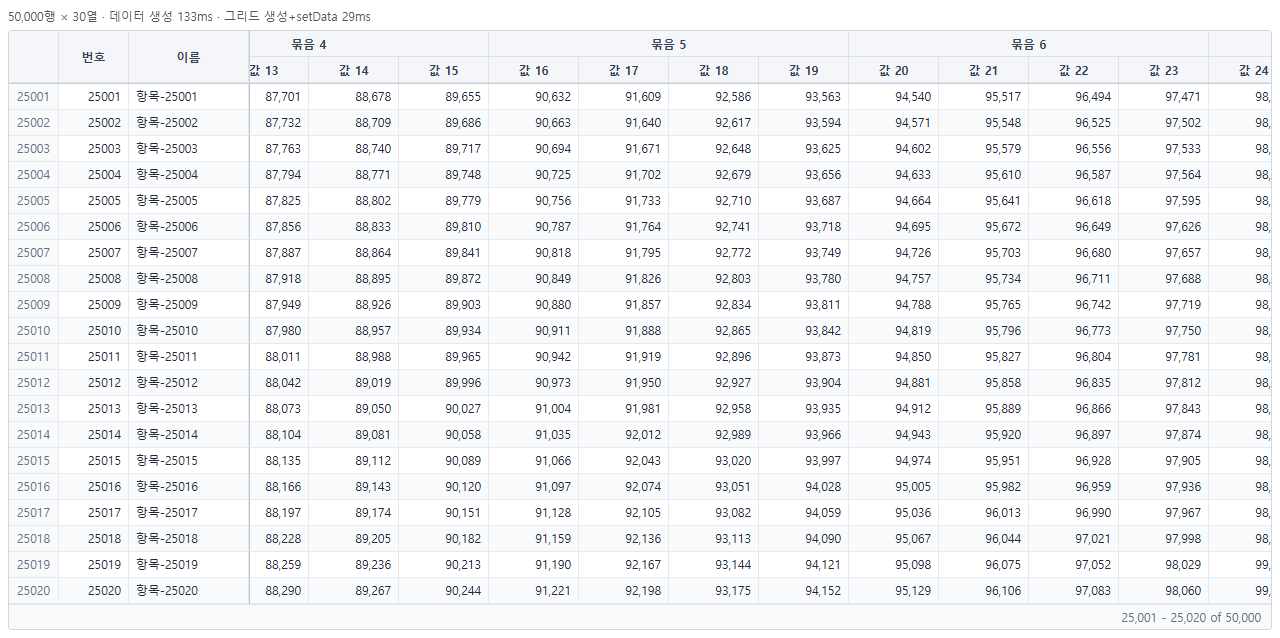 50,000행 × 30열 · 데이터 생성 133ms · 그리드 생성+setData 29ms
묶음 4 묶음 5 묶음 6
번호 이름 값 13 값 14 값 15 값 16 값 17 값 18 값 19 값 20 값 21 값 22 값 23 값 24
25001 25001 항목-25001 87,701 88,678 89,655 90,632 91,609 92,586 93,563 94,540 95,517 96,494 97,471 98,
25002 25002 항목-25002 87,732 88,709 89,686 90,663 91,640 92,617 93,594 94,571 95,548 96,525 97,502 98,
25003 25003 항목-25003 87,763 88,740 89,717 90,694 91,671 92,648 93,625 94,602 95,579 96,556 97,533 98,
25004 25004 항목-25004 87,794 88,771 89,748 90,725 91,702 92,679 93,656 94,633 95,610 96,587 97,564 98,
25005 25005 항목-25005 87,825 88,802 89,779 90,756 91,733 92,710 93,687 94,664 95,641 96,618 97,595 98,
25006 25006 항목-25006 87,856 88,833 89,810 90,787 91,764 92,741 93,718 94,695 95,672 96,649 97,626 98,
25007 25007 항목-25007 87,887 88,864 89,841 90,818 91,795 92,772 93,749 94,726 95,703 96,680 97,657 98,
25008 25008 항목-25008 87,918 88,895 89,872 90,849 91,826 92,803 93,780 94,757 95,734 96,711 97,688 98,
25009 25009 항목-25009 87,949 88,926 89,903 90,880 91,857 92,834 93,811 94,788 95,765 96,742 97,719 98,
25010 25010 항목-25010 87,980 88,957 89,934 90,911 91,888 92,865 93,842 94,819 95,796 96,773 97,750 98,
25011 25011 항목-25011 88,011 88,988 89,965 90,942 91,919 92,896 93,873 94,850 95,827 96,804 97,781 98,
25012 25012 항목-25012 88,042 89,019 89,996 90,973 91,950 92,927 93,904 94,881 95,858 96,835 97,812 98,
25013 25013 항목-25013 88,073 89,050 90,027 91,004 91,981 92,958 93,935 94,912 95,889 96,866 97,843 98,
25014 25014 항목-25014 88,104 89,081 90,058 91,035 92,012 92,989 93,966 94,943 95,920 96,897 97,874 98,
25015 25015 항목-25015 88,135 89,112 90,089 91,066 92,043 93,020 93,997 94,974 95,951 96,928 97,905 98,
25016 25016 항목-25016 88,166 89,143 90,120 91,097 92,074 93,051 94,028 95,005 95,982 96,959 97,936 98,
25017 25017 항목-25017 88,197 89,174 90,151 91,128 92,105 93,082 94,059 95,036 96,013 96,990 97,967 98,
25018 25018 항목-25018 88,228 89,205 90,182 91,159 92,136 93,113 94,090 95,067 96,044 97,021 97,998 98,
25019 25019 항목-25019 88,259 89,236 90,213 91,190 92,167 93,144 94,121 95,098 96,075 97,052 98,029 99,
25020 25020 항목-25020 88,290 89,267 90,244 91,221 92,198 93,175 94,152 95,129 96,106 97,083 98,060 99,
25,001 - 25,020 of 50,000